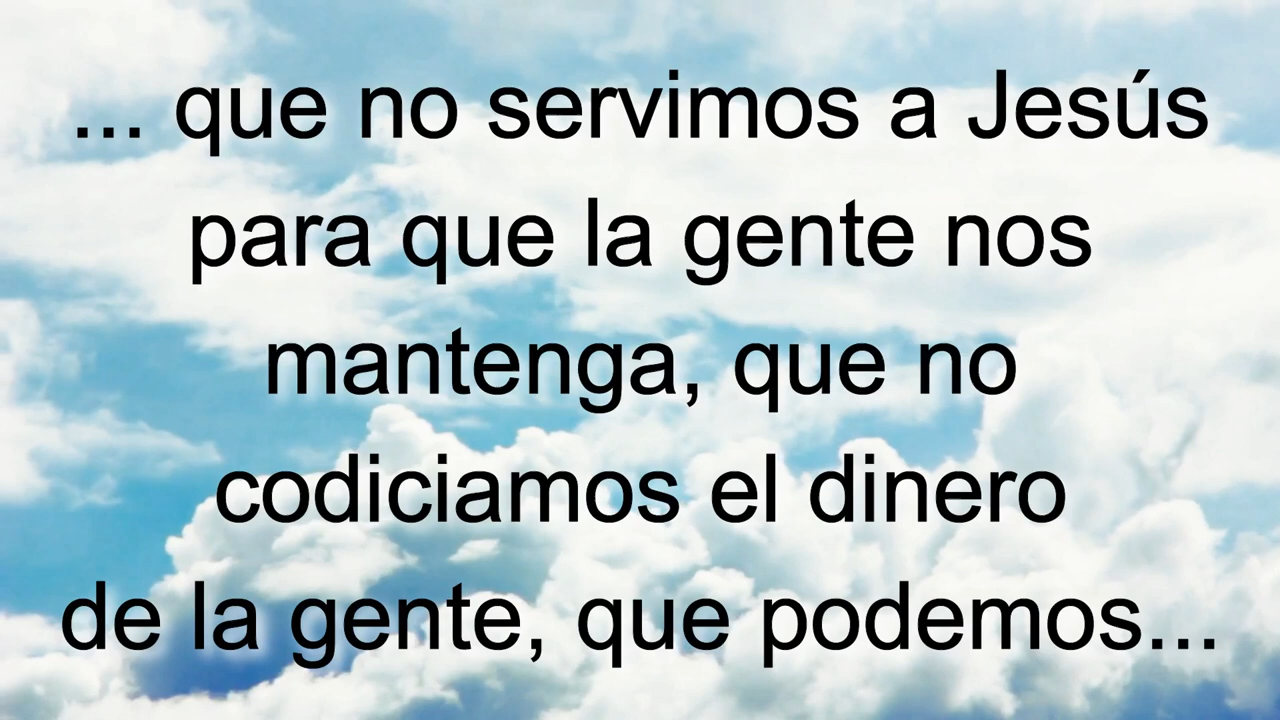 ... que no servimos a Jesús
para que la gente nos
mantenga, que no
codiciamos el dinero
de la gente, que podemos...